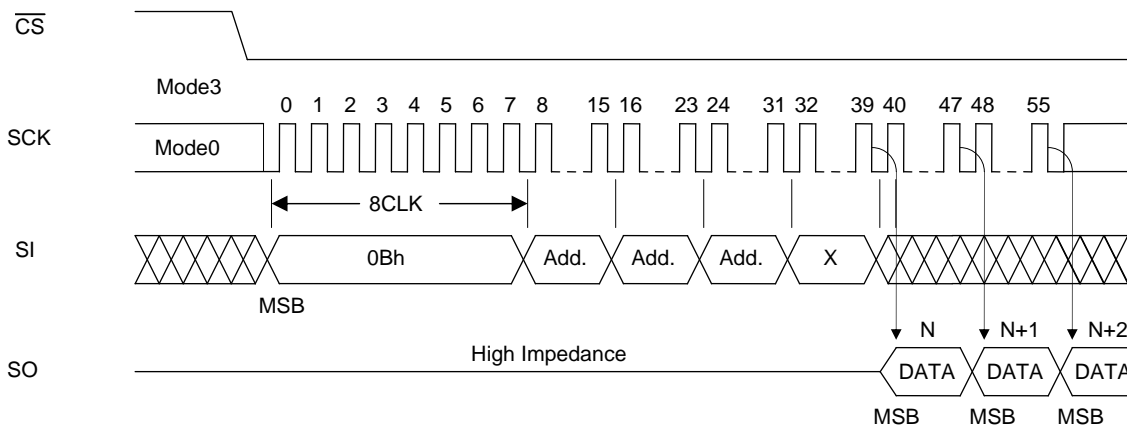 CS
Mode3
0 1 2 3 4 5 6 7 8 15 16 23 24 31 32 39 40 47 48 55
SCK
Mode0
8CLK
SI
0Bh Add. Add. Add. X
MSB
N N+1 N+2
High Impedance
SO
DATA DATA DATA
MSB MSB MSB